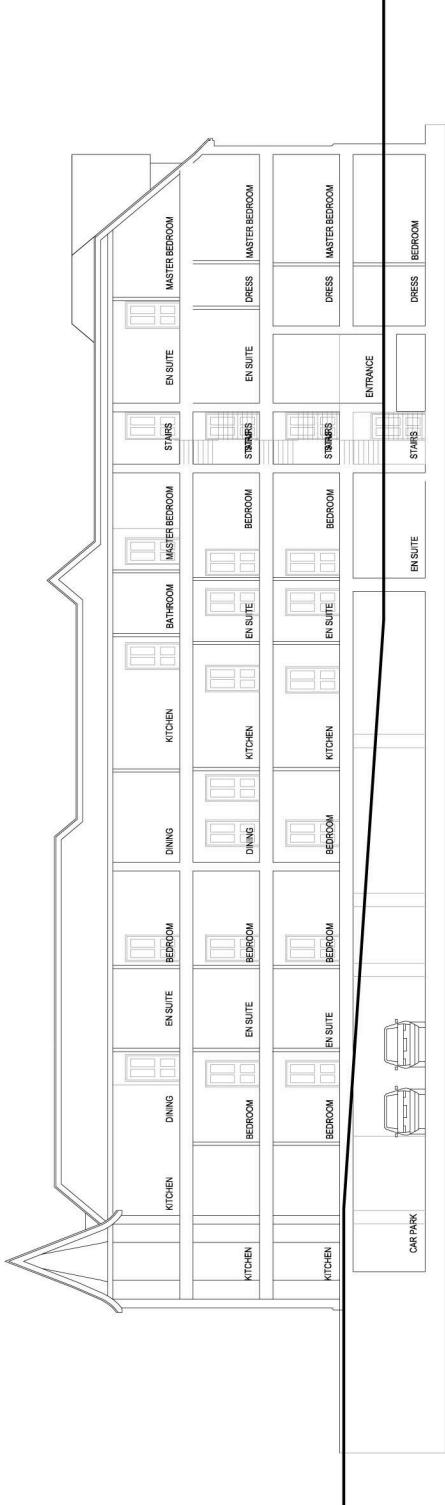 KITCHEN
DINING
EN SUITE
BEDROOM
DINING
KITCHEN
BATHROOM
MASTER BEDROOM
STAIRS
EN SUITE
MASTER BEDROOM
KITCHEN
BEDROOM
EN SUITE
BEDROOM
DINING
KITCHEN
EN SUITE
BEDROOM
STAIRS
EN SUITE
DRESS
MASTER BEDROOM
KITCHEN
BEDROOM
EN SUITE
BEDROOM
BEDROOM
KITCHEN
EN SUITE
BEDROOM
STAIRS
DRESS
MASTER BEDROOM
ENTRANCE
CAR PARK
EN SUITE
STAIRS
DRESS
BEDROOM